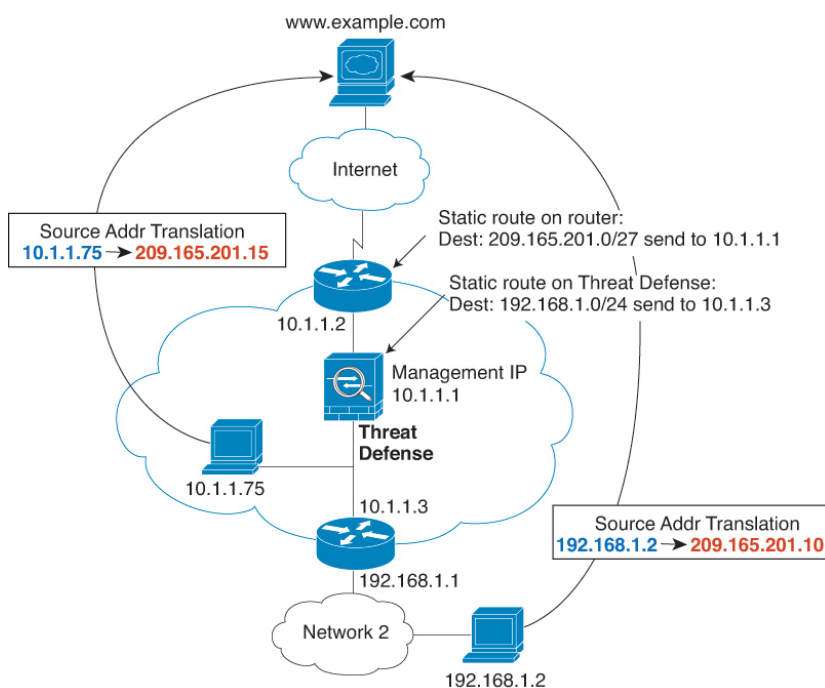 www.example.com
Internet
Source Addr Translation
10.1.1.75 209.165.201.15
Static route on router:
Dest: 209.165.201.0/27 send to 10.1.1.1
Static route on Threat Defense:
Dest: 192.168.1.0/24 send to 10.1.1.3
10.1.1.2
Management IP
10.1.1.1
Threat
Defense
10.1.1.75
10.1.1.3
Source Addr Translation
192.168.1.2 209.165.201.10
192.168.1.1
Network 2
192.168.1.2